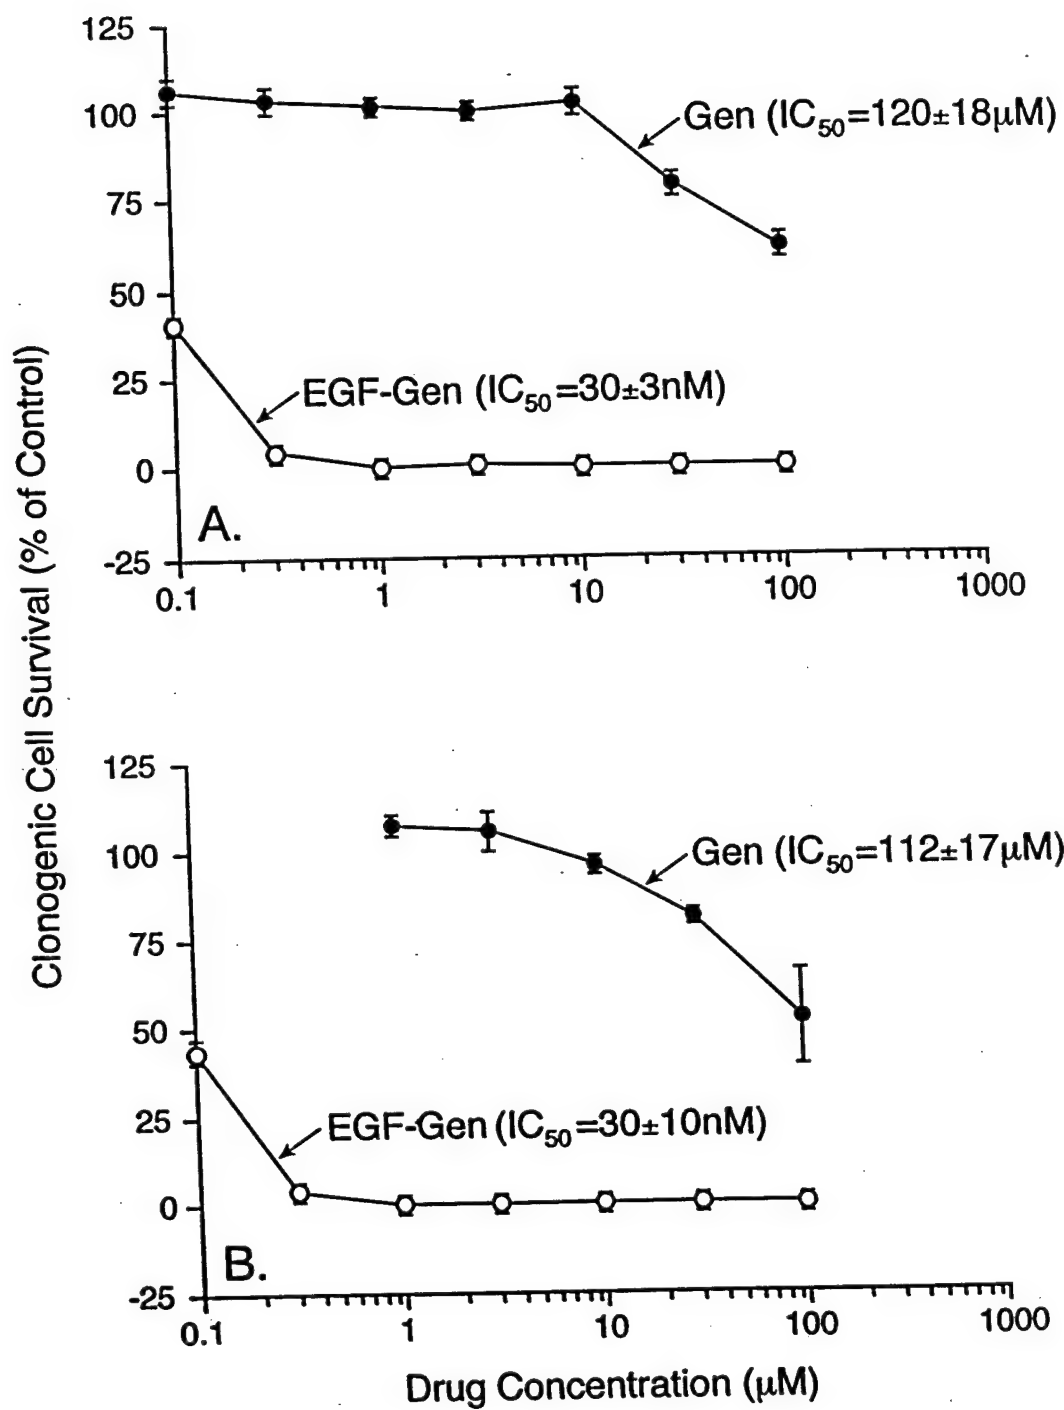 Clonogenic Cell Survival (% of Control)
125
100
75
50
25
0
-25
Gen (IC50=120±18μM)
EGF-Gen (IC50=30±3nM)
A.
0.1 1 10 100 1000
125
100
75
50
25
0
-25
Gen (IC50=112±17μM)
EGF-Gen (IC50=30±10nM)
B.
0.1 1 10 100 1000
Drug Concentration (μM)